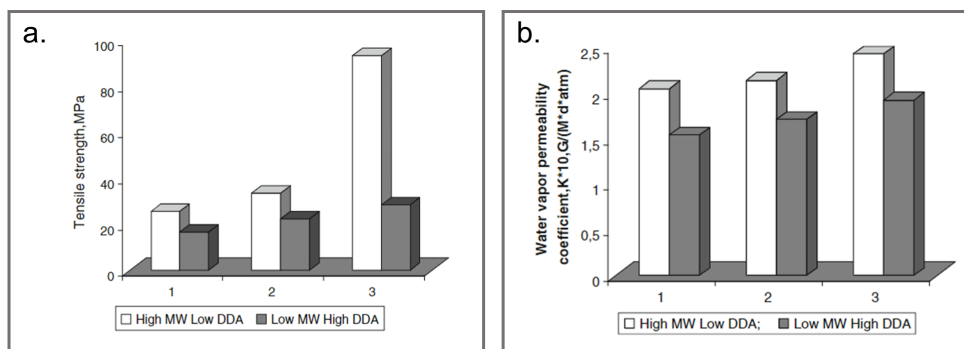 a.
Tensile strength,MPa
100
80
60
40
20
0
1 2 3
High MW Low DDA Low MW High DDA
b.
Water vapor permeability
coefficient,K*10,G/(M*d*atm)
2,5
2
1,5
1
0,5
0
1 2 3
High MW Low DDA; Low MW High DDA